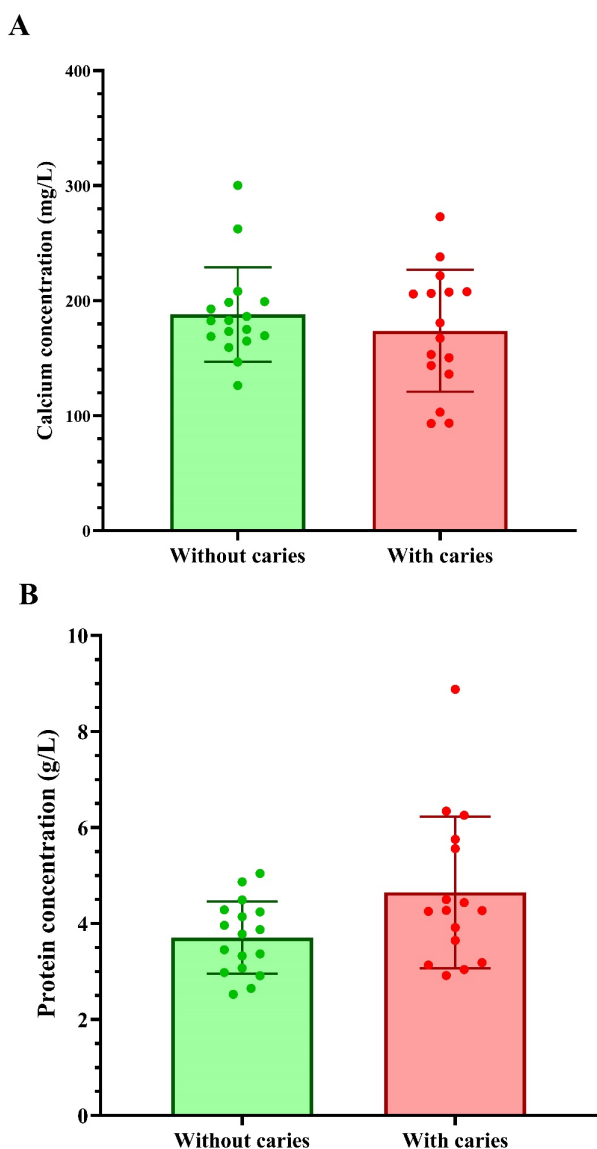 A
Calcium concentration (mg/L)
400
300
200
100
0
Without caries
With caries
B
Protein concentration (g/L)
10
8
6
4
2
0
Without caries
With caries